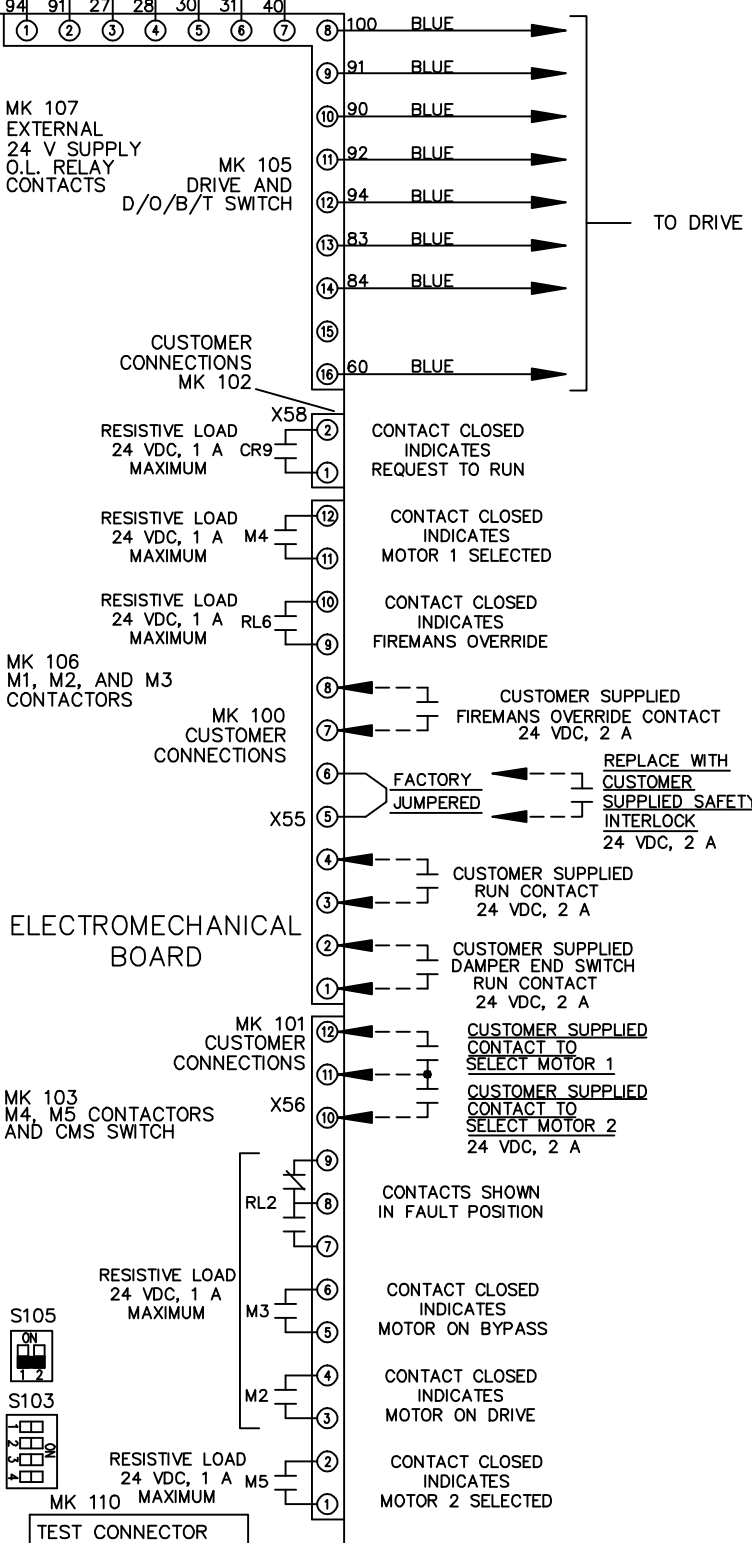 94 91 27 28 30 31 40
1 2 3 4 5 6 7 8 100 BLUE
9 91 BLUE
10 90 BLUE
11 92 BLUE
12 94 BLUE
13 83 BLUE
14 84 BLUE
15
16 60 BLUE
TO DRIVE
MK 107
EXTERNAL
24 V SUPPLY
O.L. RELAY
CONTACTS
MK 105
DRIVE AND
D/O/B/T SWITCH
CUSTOMER
CONNECTIONS
MK 102
X58
RESISTIVE LOAD
24 VDC, 1 A
MAXIMUM
CR9
2
1
CONTACT CLOSED
INDICATES
REQUEST TO RUN
RESISTIVE LOAD
24 VDC, 1 A
MAXIMUM
M4
12
11
CONTACT CLOSED
INDICATES
MOTOR 1 SELECTED
RESISTIVE LOAD
24 VDC, 1 A
MAXIMUM
RL6
10
9
CONTACT CLOSED
INDICATES
FIREMANS OVERRIDE
MK 106
M1, M2, AND M3
CONTACTORS
MK 100
CUSTOMER
CONNECTIONS
8
7
CUSTOMER SUPPLIED
FIREMANS OVERRIDE CONTACT
24 VDC, 2 A
X55
6
5
FACTORY
JUMPERED
REPLACE WITH
CUSTOMER
SUPPLIED SAFETY
INTERLOCK
24 VDC, 2 A
4
3
CUSTOMER SUPPLIED
RUN CONTACT
24 VDC, 2 A
ELECTROMECHANICAL
BOARD
2
1
CUSTOMER SUPPLIED
DAMPER END SWITCH
RUN CONTACT
24 VDC, 2 A
MK 101
CUSTOMER
CONNECTIONS
X56
12
11
10
CUSTOMER SUPPLIED
CONTACT TO
SELECT MOTOR 1
CUSTOMER SUPPLIED
CONTACT TO
SELECT MOTOR 2
24 VDC, 2 A
MK 103
M4, M5 CONTACTORS
AND CMS SWITCH
RL2
9
8
7
CONTACTS SHOWN
IN FAULT POSITION
RESISTIVE LOAD
24 VDC, 1 A
MAXIMUM
M3
6
5
CONTACT CLOSED
INDICATES
MOTOR ON BYPASS
M2
4
3
CONTACT CLOSED
INDICATES
MOTOR ON DRIVE
S105
ON
1 2
S103
1
2
3
4
ON
RESISTIVE LOAD
24 VDC, 1 A
MAXIMUM
M5
2
1
CONTACT CLOSED
INDICATES
MOTOR 2 SELECTED
MK 110
TEST CONNECTOR